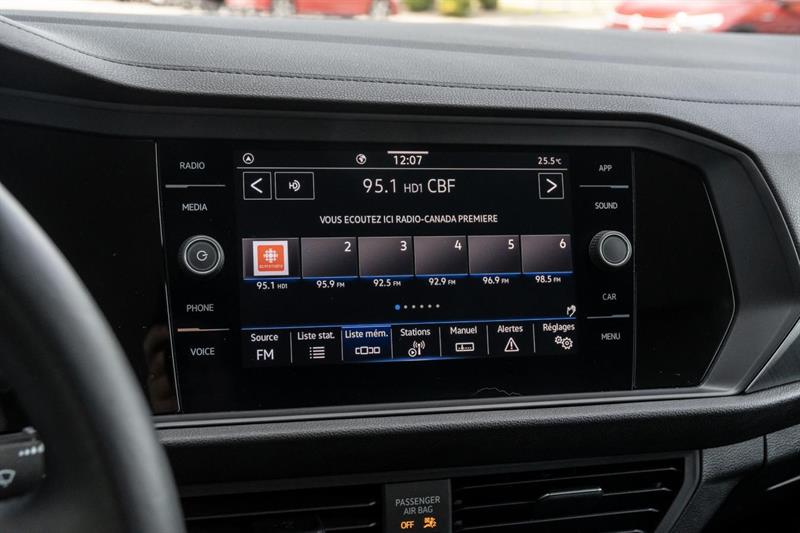 12:07
25.5°C
RADIO
MEDIA
PHONE
VOICE
95.1 HD1 CBF
VOUS ECOUTEZ ICI RADIO-CANADA PREMIERE
2
3
4
5
6
95.1 HD1
95.9 FM
92.5 FM
92.9 FM
96.9 FM
98.5 FM
Source
FM
Liste stat.
Liste mém.
Stations
Manuel
Alertes
Réglages
APP
SOUND
CAR
MENU
PASSENGER
AIR BAG
OFF